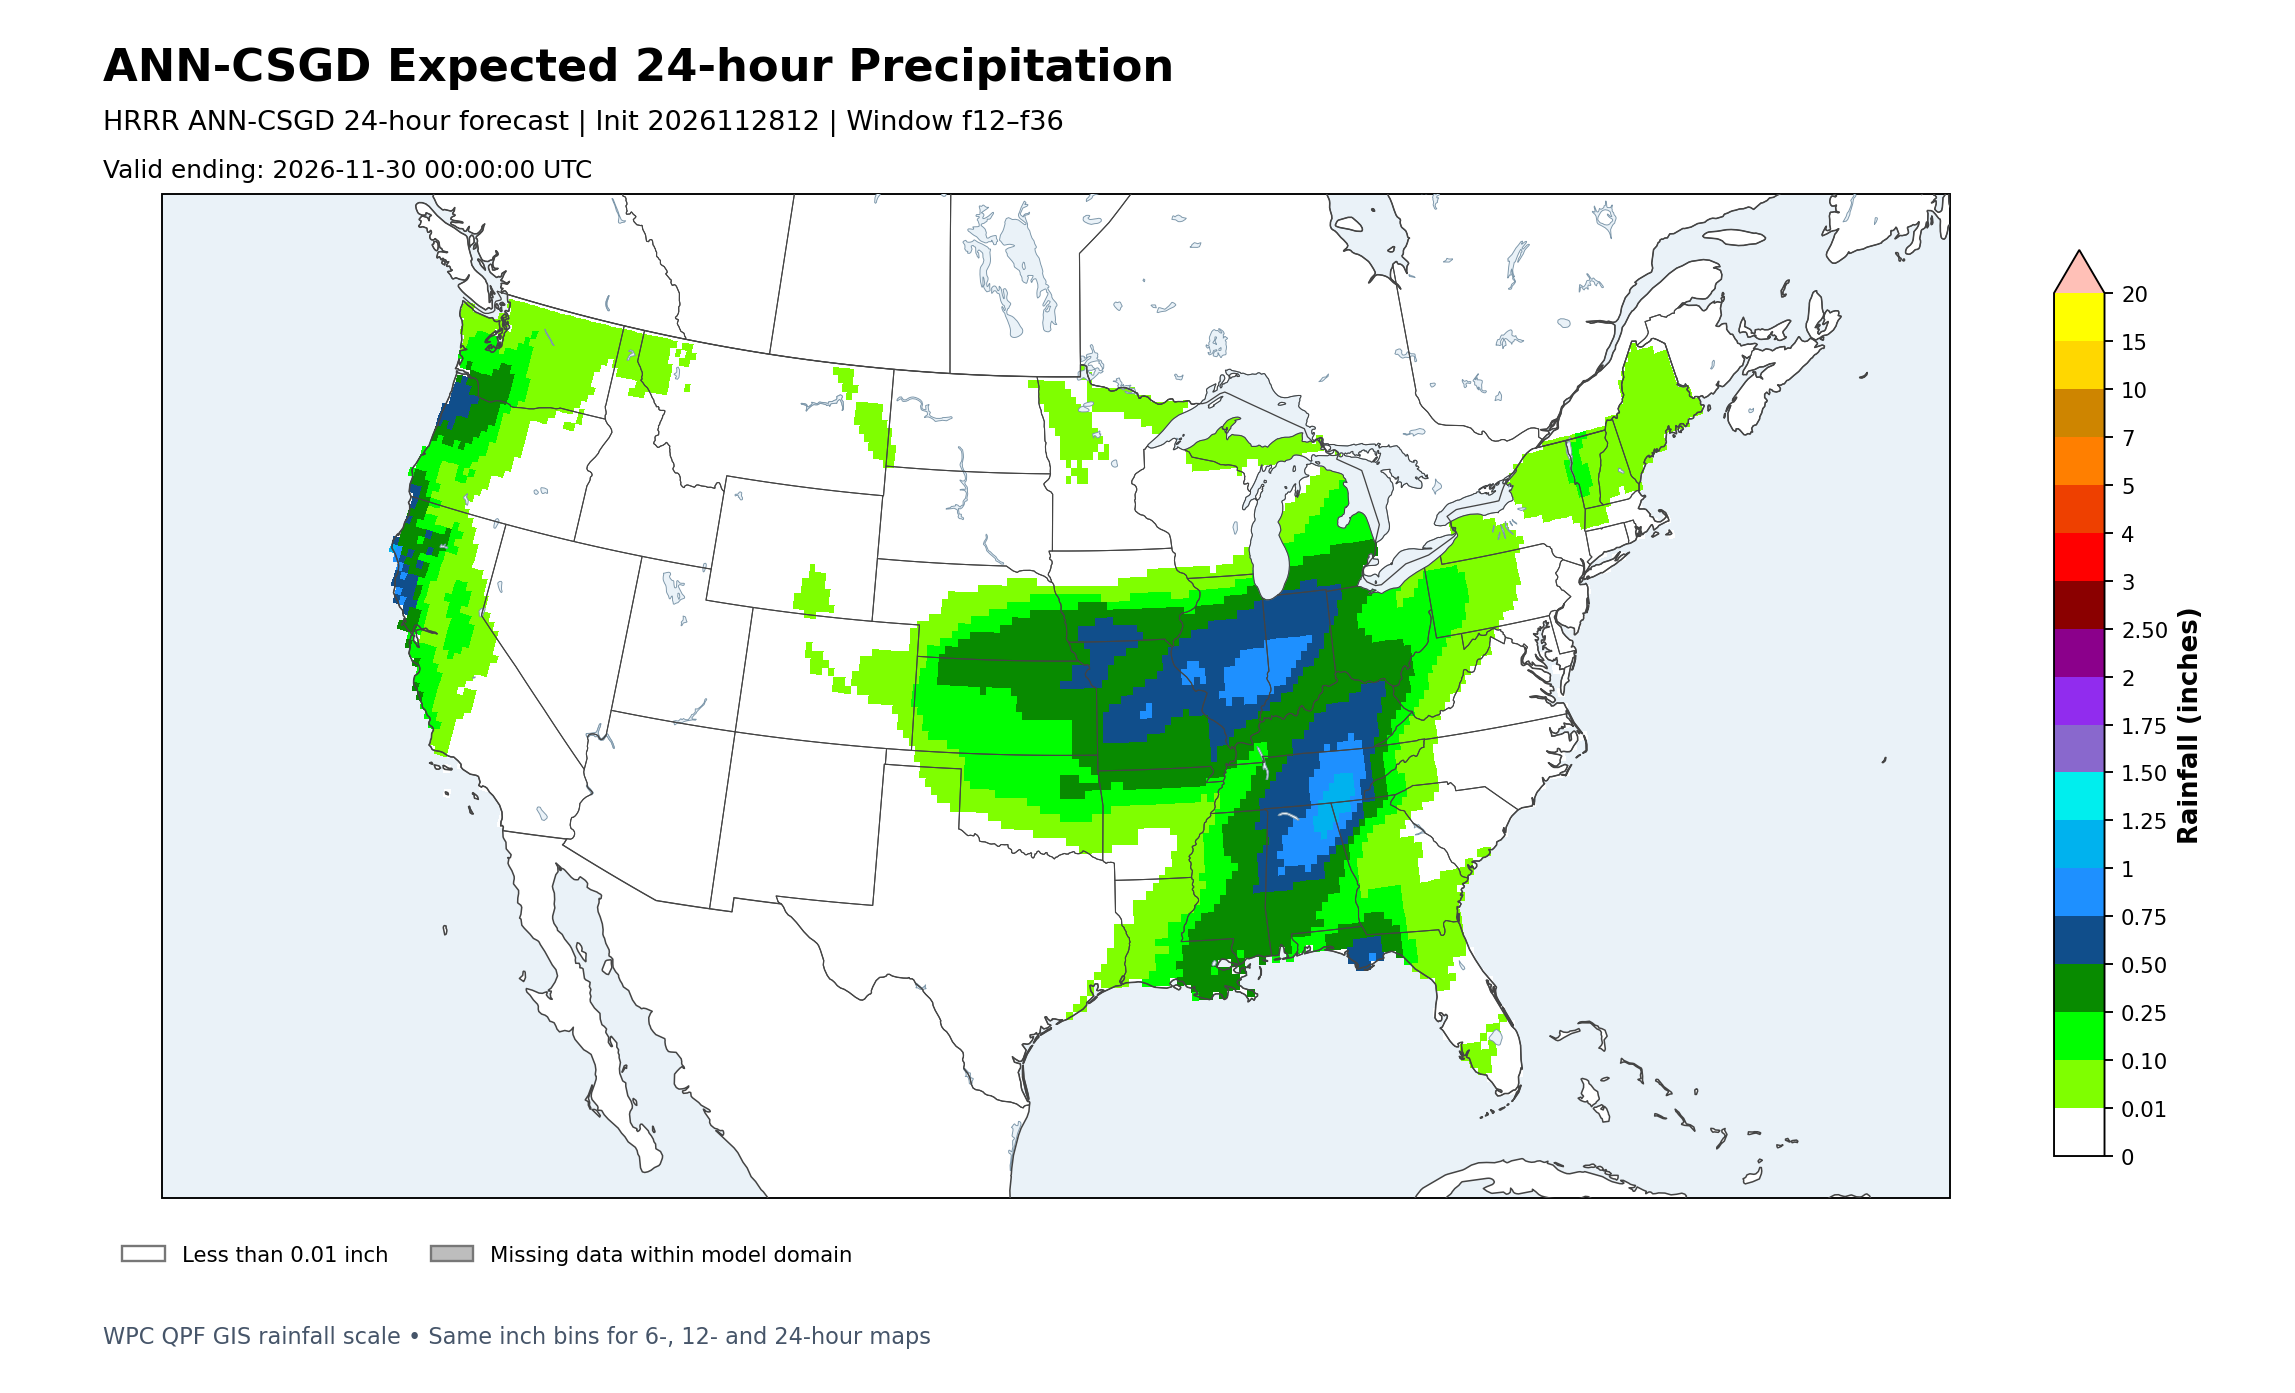 ANN-CSGD Expected 24-hour Precipitation
HRRR ANN-CSGD 24-hour forecast | Init 2026112812 | Window f12–f36
Valid ending: 2026-11-30 00:00:00 UTC
20
15
10
7
5
4
3
2.50
2
1.75
1.50
1.25
1
0.75
0.50
0.25
0.10
0.01
0
Rainfall (inches)
Less than 0.01 inch
Missing data within model domain
WPC QPF GIS rainfall scale • Same inch bins for 6-, 12- and 24-hour maps